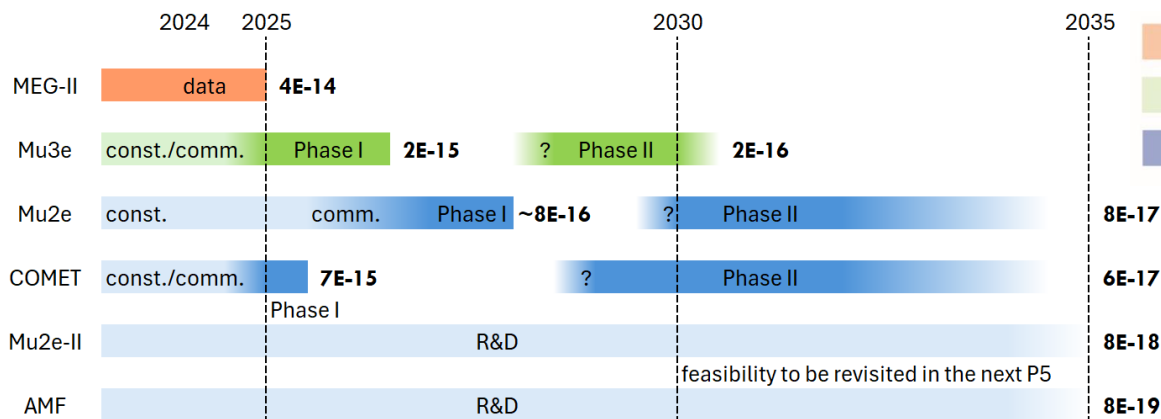 2024 2025 2030 2035
MEG-II data 4E-14
Mu3e const./comm. Phase I 2E-15 ? Phase II 2E-16
Mu2e const. comm. Phase I ~8E-16 ? Phase II 8E-17
COMET const./comm. 7E-15 ? Phase II 6E-17
Phase I
Mu2e-II R&D 8E-18
feasibility to be revisited in the next P5
AMF R&D 8E-19